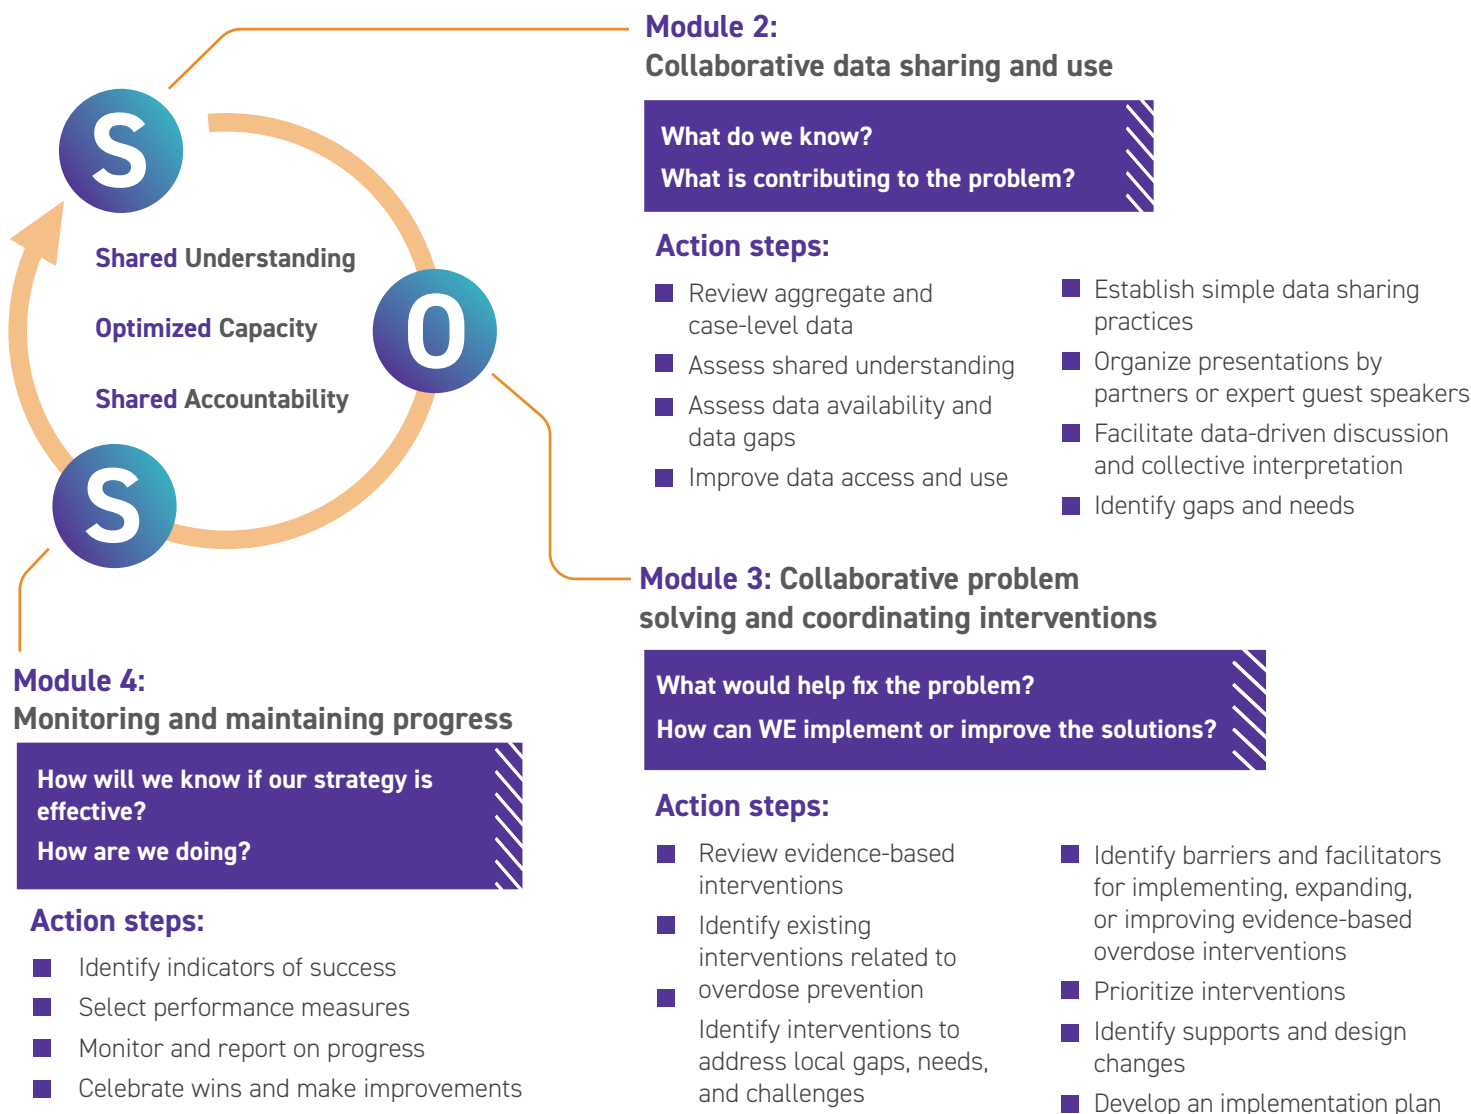 S
O
S
Shared Understanding
Optimized Capacity
Shared Accountability
Module 2:
Collaborative data sharing and use
What do we know?
What is contributing to the problem?
Action steps:
Review aggregate and
case-level data
Assess shared understanding
Assess data availability and
data gaps
Improve data access and use
Establish simple data sharing
practices
Organize presentations by
partners or expert guest speakers
Facilitate data-driven discussion
and collective interpretation
Identify gaps and needs
Module 3: Collaborative problem
solving and coordinating interventions
What would help fix the problem?
How can WE implement or improve the solutions?
Action steps:
Review evidence-based
interventions
Identify existing
interventions related to
overdose prevention
Identify interventions to
address local gaps, needs,
and challenges
Identify barriers and facilitators
for implementing, expanding,
or improving evidence-based
overdose interventions
Prioritize interventions
Identify supports and design
changes
Develop an implementation plan
Module 4:
Monitoring and maintaining progress
How will we know if our strategy is
effective?
How are we doing?
Action steps:
Identify indicators of success
Select performance measures
Monitor and report on progress
Celebrate wins and make improvements